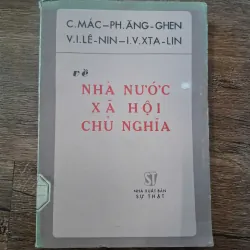 C. MÁC – PH. ĂNG - GHEN
V. I. LÊ - NIN – I. V. XTA - LIN
về
NHÀ NƯỚC
XÃ HỘI
CHỦ NGHĨA
ST
NHÀ XUẤT BẢN
SỰ THẬT